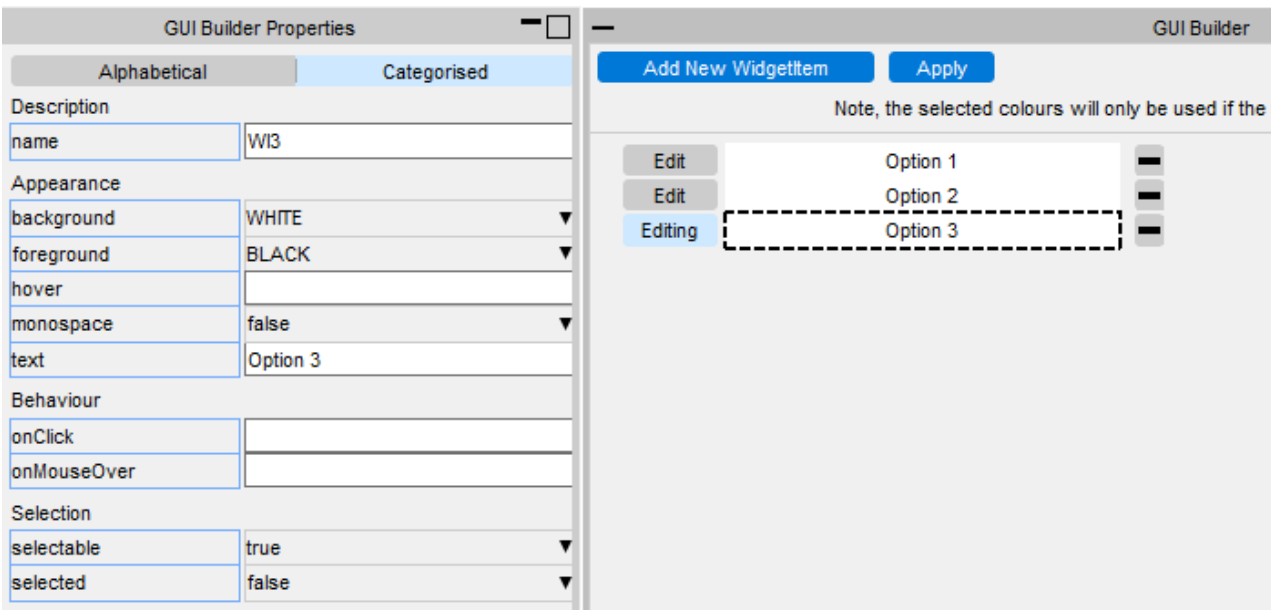 GUI Builder Properties
Alphabetical Categorised
Description
name WI3
Appearance
background WHITE
foreground BLACK
hover
monospace false
text Option 3
Behaviour
onClick
onMouseOver
Selection
selectable true
selected false
GUI Builder
Add New WidgetItem Apply
Note, the selected colours will only be used if the
Edit Option 1
Edit Option 2
Editing Option 3